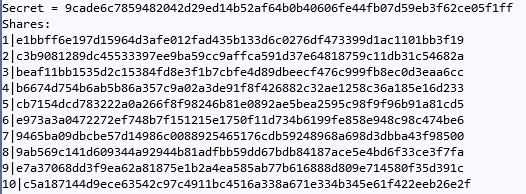 Secret = 9cade6c7859482042d29ed14b52af64b0b40606fe44fb07d59eb3f62ce05f1ff
Shares:
1|e1bbff6e197d15964d3afe012fad435b133d6c0276df473399d1ac1101bb3f19
2|c3b9081289dc45533397ee9ba59cc9affca591d37e64818759c11db31c54682a
3|beaf11bb1535d2c15384fd8e3f1b7cbfe4d89dbeecf476c999fb8ec0d3eaa6cc
4|b6674d754b6ab5b86a357c9a02a3de91f8f426882c32ae1258c36a185e16d233
5|cb7154dcd783222a0a266f8f98246b81e0892ae5bea2595c98f9f96b91a81cd5
6|e973a3a0472272ef748b7f151215e1750f11d734b6199fe858e948c98c474be6
7|9465ba09dbcbe57d14986c0088925465176cdb59248968a698d3dbba43f98500
8|9ab569c141d609344a92944b81adfbb59dd67bdb84187ace5e4bd6f33ce3f7fa
9|e7a37068dd3f9ea62a81875e1b2a4ea585ab77b616888d809e714580f35d391c
10|c5a187144d9ece63542c97c4911bc4516a338a671e334b345e61f422eeb26e2f